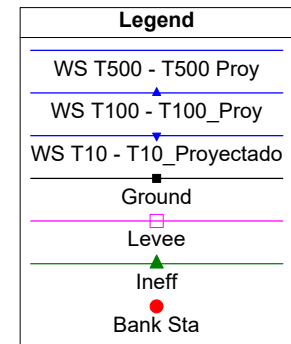 Legend
WS T500 - T500 Proy
WS T100 - T100_Proy
WS T10 - T10_Proyectado
Ground
Levee
Ineff
Bank Sta